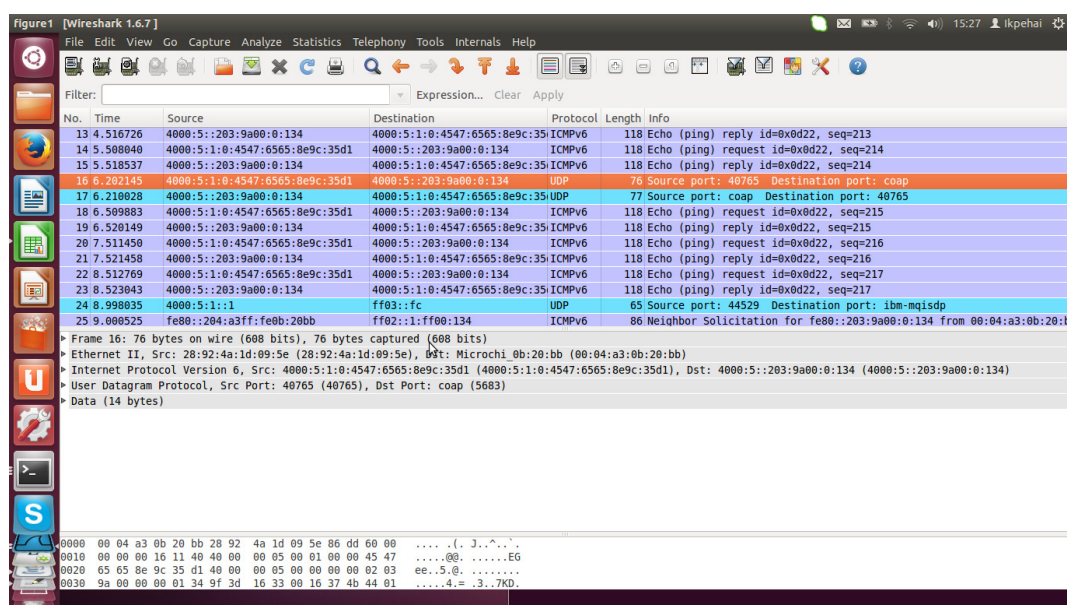 figure1 [Wireshark 1.6.7 ] 15:27 Ikpehai
File Edit View Go Capture Analyze Statistics Telephony Tools Internals Help
Filter: Expression... Clear Apply
No. Time Source Destination Protocol Length Info
13 4.516726 4000:5::203:9a00:0:134 4000:5:1:0:4547:6565:8e9c:35 ICMPv6 118 Echo (ping) reply id=0x0d22, seq=213
14 5.508040 4000:5:1:0:4547:6565:8e9c:35d1 4000:5::203:9a00:0:134 ICMPv6 118 Echo (ping) request id=0x0d22, seq=214
15 5.518537 4000:5::203:9a00:0:134 4000:5:1:0:4547:6565:8e9c:35 ICMPv6 118 Echo (ping) reply id=0x0d22, seq=214
16 6.202145 4000:5:1:0:4547:6565:8e9c:35d1 4000:5::203:9a00:0:134 UDP 76 Source port: 40765 Destination port: coap
17 6.210028 4000:5::203:9a00:0:134 4000:5:1:0:4547:6565:8e9c:35 UDP 77 Source port: coap Destination port: 40765
18 6.509883 4000:5:1:0:4547:6565:8e9c:35d1 4000:5::203:9a00:0:134 ICMPv6 118 Echo (ping) request id=0x0d22, seq=215
19 6.520149 4000:5::203:9a00:0:134 4000:5:1:0:4547:6565:8e9c:35 ICMPv6 118 Echo (ping) reply id=0x0d22, seq=215
20 7.511450 4000:5:1:0:4547:6565:8e9c:35d1 4000:5::203:9a00:0:134 ICMPv6 118 Echo (ping) request id=0x0d22, seq=216
21 7.521458 4000:5::203:9a00:0:134 4000:5:1:0:4547:6565:8e9c:35 ICMPv6 118 Echo (ping) reply id=0x0d22, seq=216
22 8.512769 4000:5:1:0:4547:6565:8e9c:35d1 4000:5::203:9a00:0:134 ICMPv6 118 Echo (ping) request id=0x0d22, seq=217
23 8.523043 4000:5::203:9a00:0:134 4000:5:1:0:4547:6565:8e9c:35 ICMPv6 118 Echo (ping) reply id=0x0d22, seq=217
24 8.998035 4000:5:1::1 ff03::fc UDP 65 Source port: 44529 Destination port: ibm-mqisdp
25 9.000525 fe80::204:a3ff:fe0b:20bb ff02::1:ff00:134 ICMPv6 86 Neighbor Solicitation for fe80::203:9a00:0:134 from 00:04:a3:0b:20:
Frame 16: 76 bytes on wire (608 bits), 76 bytes captured (608 bits)
Ethernet II, Src: 28:92:4a:1d:09:5e (28:92:4a:1d:09:5e), Dst: Microchi_0b:20:bb (00:04:a3:0b:20:bb)
Internet Protocol Version 6, Src: 4000:5:1:0:4547:6565:8e9c:35d1 (4000:5:1:0:4547:6565:8e9c:35d1), Dst: 4000:5::203:9a00:0:134 (4000:5::203:9a00:0:134)
User Datagram Protocol, Src Port: 40765 (40765), Dst Port: coap (5683)
Data (14 bytes)
0000 00 04 a3 0b 20 bb 28 92 4a 1d 09 5e 86 dd 60 00 .... .(. J..^..`.
0010 00 00 00 16 11 40 40 00 00 05 00 01 00 00 45 47 .....@@. ......EG
0020 65 65 8e 9c 35 d1 40 00 00 05 00 00 00 00 02 03 ee..5.@. ........
0030 9a 00 00 00 01 34 9f 3d 16 33 00 16 37 4b 44 01 .....4.= .3..7KD.